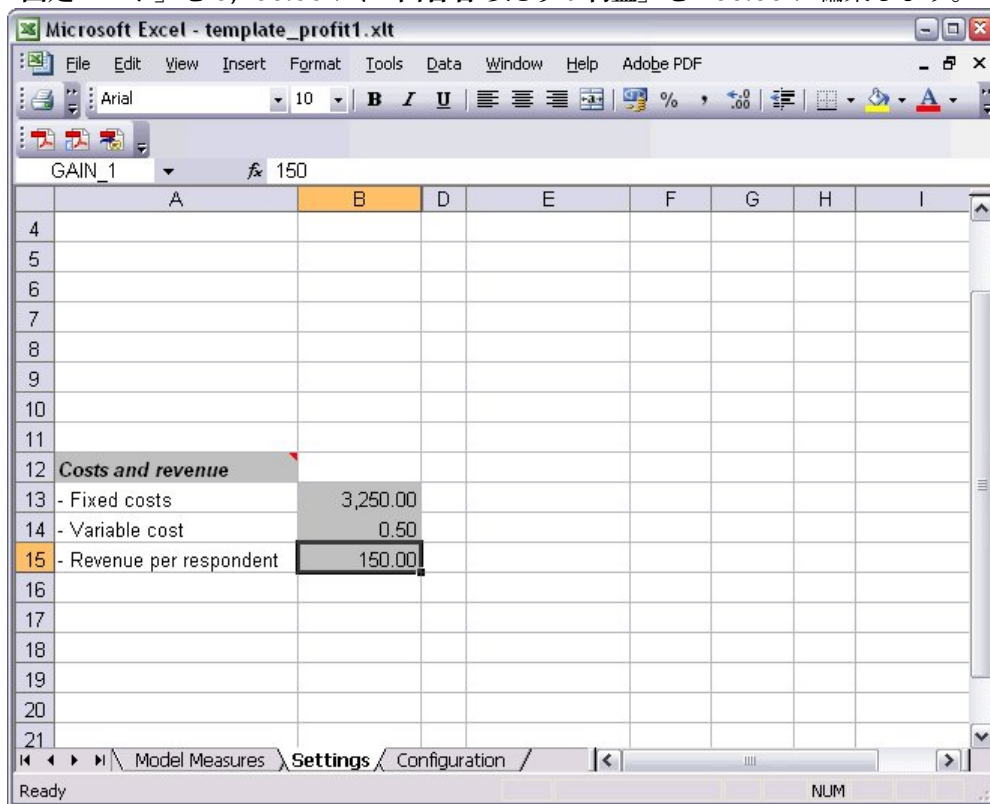 Microsoft Excel - template_profit1.xlt
File Edit View Insert Format Tools Data Window Help Adobe PDF
Arial 10 B I U % ,
GAIN_1 fx 150
A B D E F G H I
4
5
6
7
8
9
10
11
12 Costs and revenue
13 - Fixed costs 3,250.00
14 - Variable cost 0.50
15 - Revenue per respondent 150.00
16
17
18
19
20
21
Model Measures Settings Configuration
Ready NUM